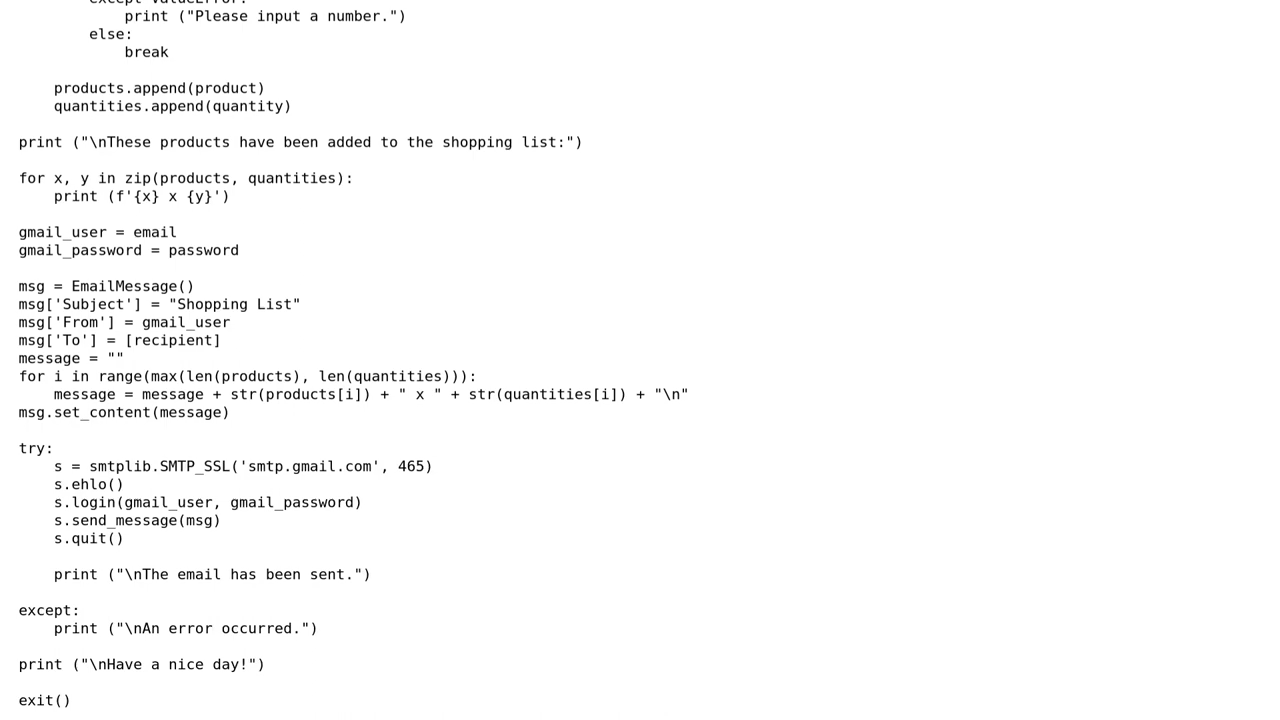 except ValueError:
            print ("Please input a number.")
        else:
            break

    products.append(product)
    quantities.append(quantity)

print ("\nThese products have been added to the shopping list:")

for x, y in zip(products, quantities):
    print (f'{x} x {y}')

gmail_user = email
gmail_password = password

msg = EmailMessage()
msg['Subject'] = "Shopping List"
msg['From'] = gmail_user
msg['To'] = [recipient]
message = ""
for i in range(max(len(products), len(quantities))):
    message = message + str(products[i]) + " x " + str(quantities[i]) + "\n"
msg.set_content(message)

try:
    s = smtplib.SMTP_SSL('smtp.gmail.com', 465)
    s.ehlo()
    s.login(gmail_user, gmail_password)
    s.send_message(msg)
    s.quit()

    print ("\nThe email has been sent.")

except:
    print ("\nAn error occurred.")

print ("\nHave a nice day!")

exit()